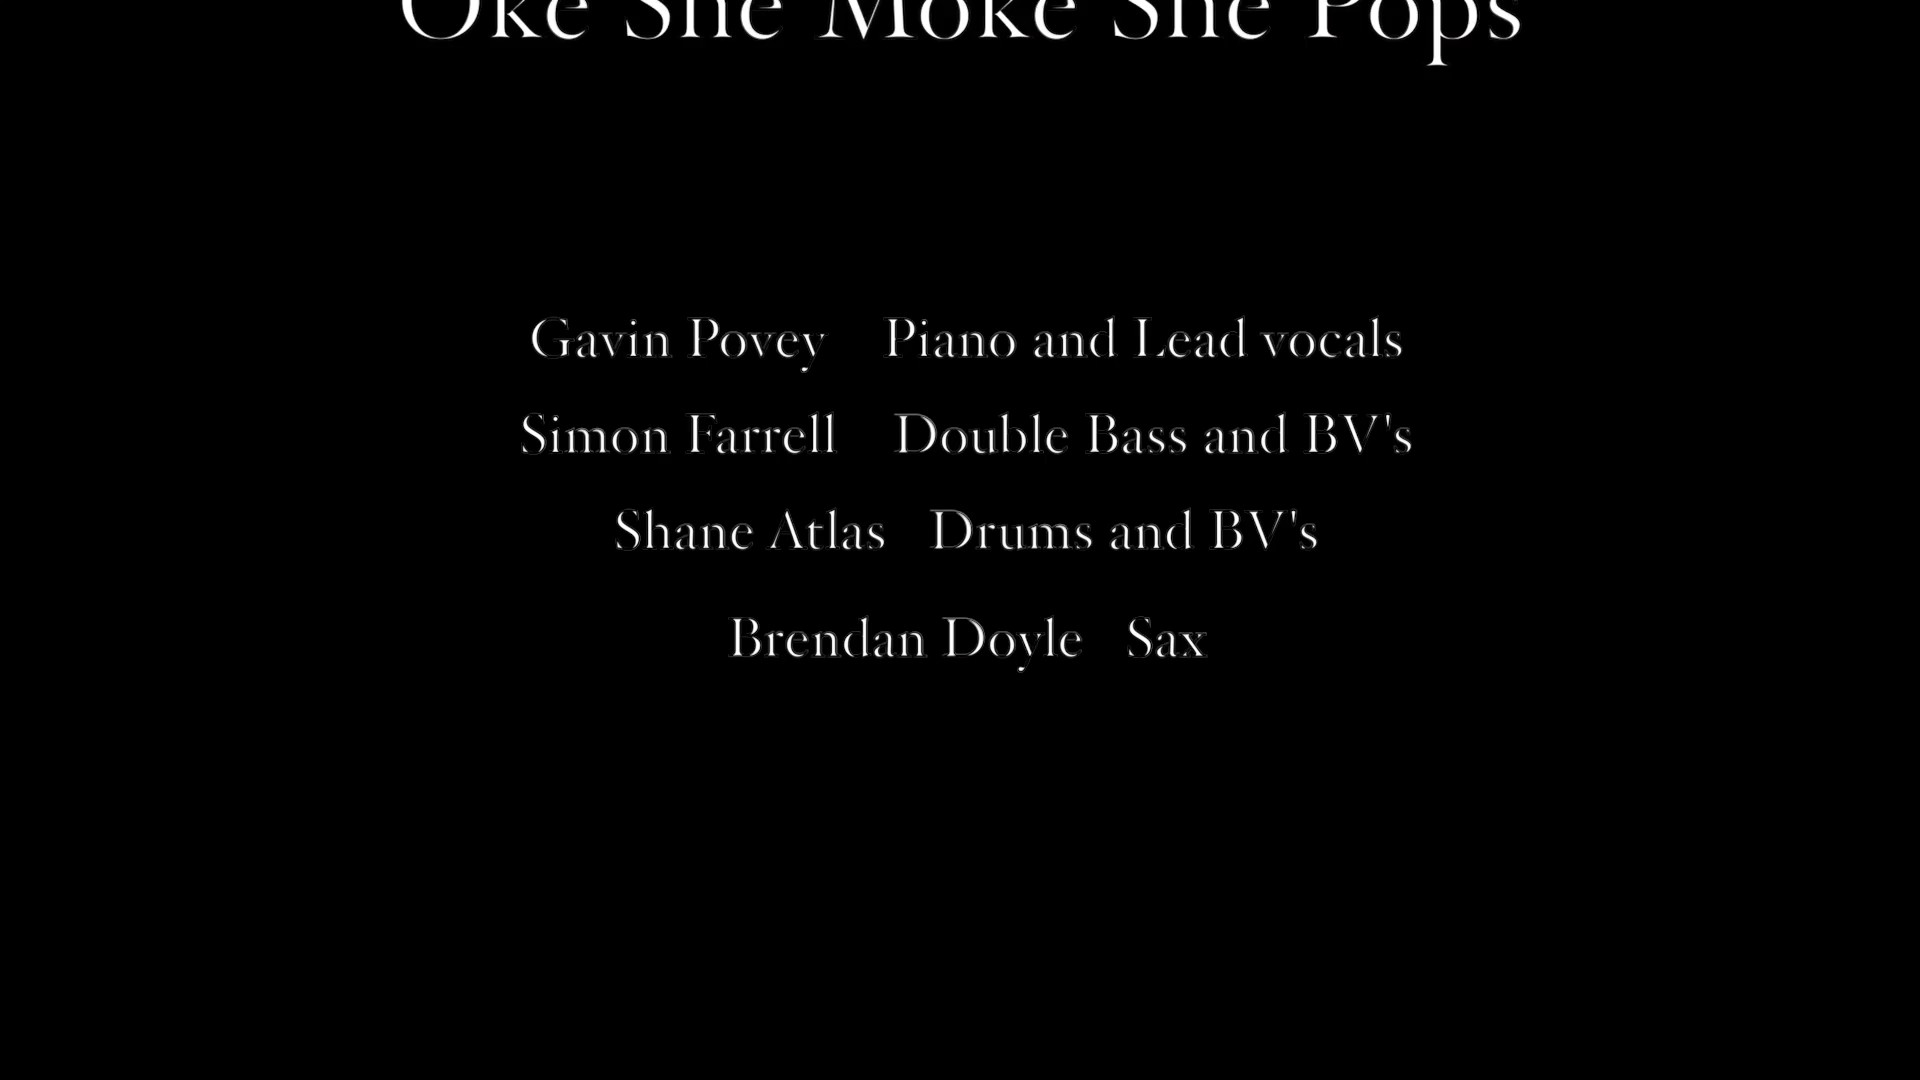 Oke She Moke She Pops
Gavin Povey Piano and Lead vocals
Simon Farrell Double Bass and BV's
Shane Atlas Drums and BV's
Brendan Doyle Sax